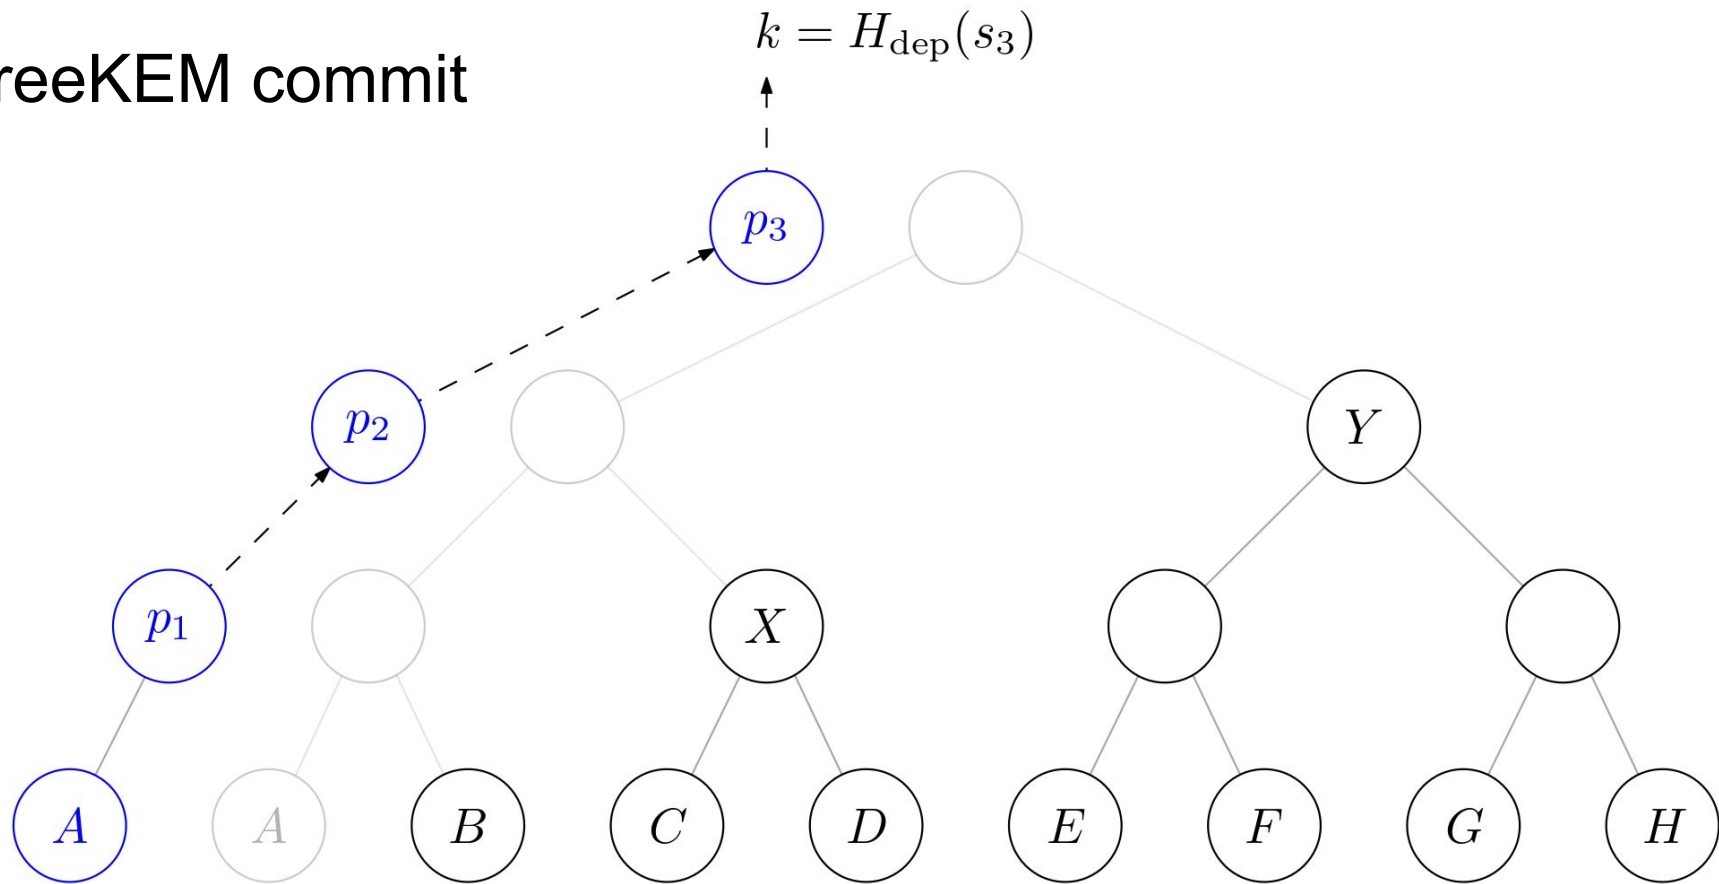 k = H_dep(s_3)
reeKEM commit
p_3
p_2
Y
p_1
X
A A B C D E F G H